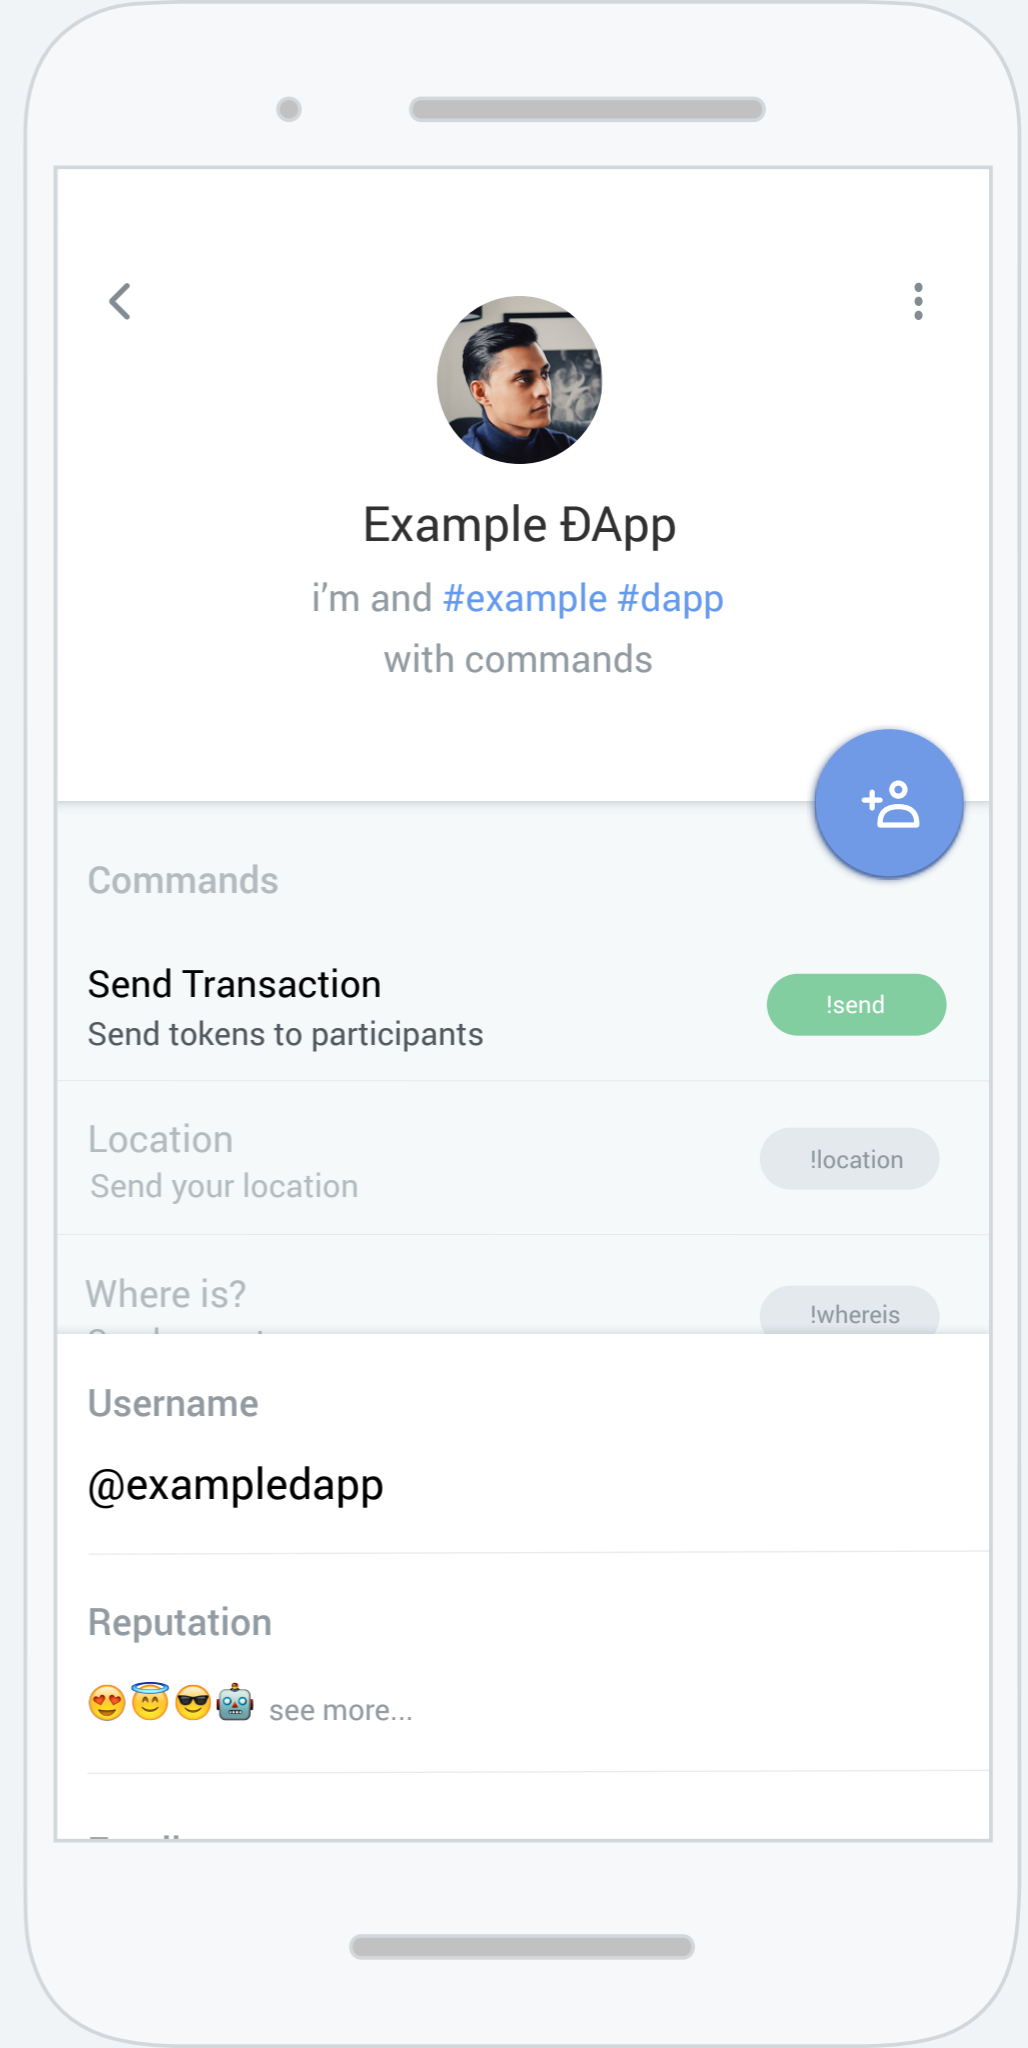 Example ĐApp
i’m and #example #dapp
with commands
Commands
Send Transaction
Send tokens to participants
!send
Location
Send your location
!location
Where is?
!whereis
Username
@exampledapp
Reputation
😍😇😎🤖 see more...